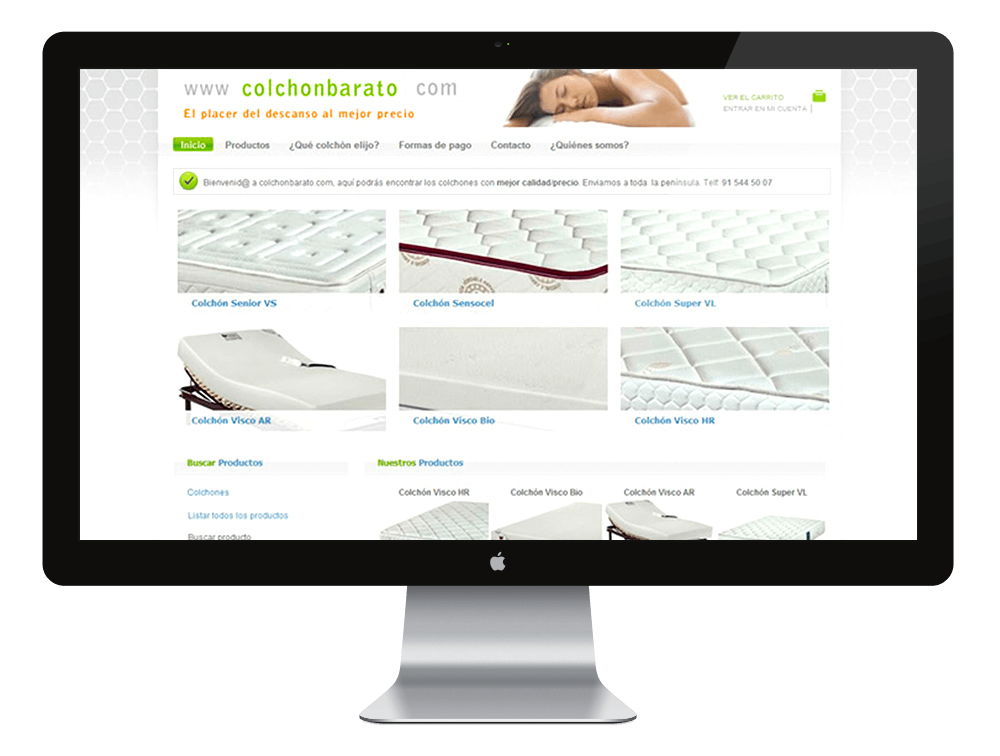 www colchonbarato com
El placer del descanso al mejor precio
VER EL CARRITO
ENTRAR EN MI CUENTA
Inicio Productos ¿Qué colchón elijo? Formas de pago Contacto ¿Quiénes somos?
Bienvenid@ a colchonbarato.com, aquí podrás encontrar los colchones con mejor calidad/precio. Enviamos a toda la península. Telf: 91 544 50 07
Colchón Senior VS Colchón Sensocel Colchón Super VL
Colchón Visco AR Colchón Visco Bio Colchón Visco HR
Buscar Productos Nuestros Productos
Colchones Colchón Visco HR Colchón Visco Bio Colchón Visco AR Colchón Super VL
Listar todos los productos
Buscar producto